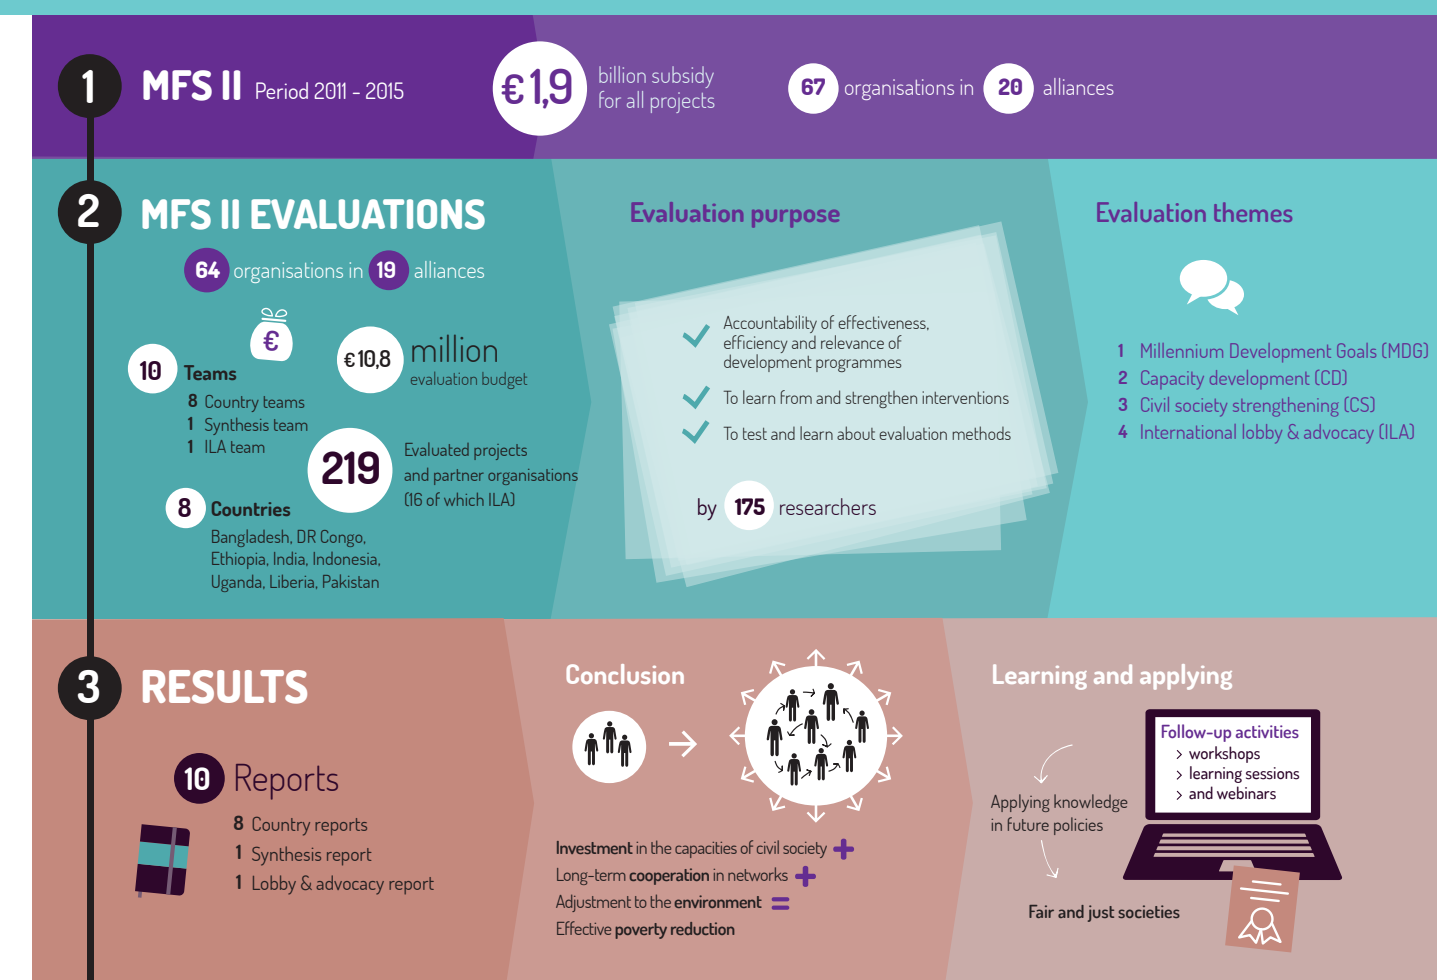 1
MFS II Period 2011 - 2015
€ 1,9
billion subsidy
for all projects
67 organisations in 20 alliances
2
MFS II EVALUATIONS
64 organisations in 19 alliances
€
€ 10,8 million
evaluation budget
10 Teams
8 Country teams
1 Synthesis team
1 ILA team
219
Evaluated projects
and partner organisations
(16 of which ILA)
8 Countries
Bangladesh, DR Congo,
Ethiopia, India, Indonesia,
Uganda, Liberia, Pakistan
Evaluation purpose
Accountability of effectiveness,
efficiency and relevance of
development programmes
To learn from and strengthen interventions
To test and learn about evaluation methods
by 175 researchers
Evaluation themes
1 Millennium Development Goals (MDG)
2 Capacity development (CD)
3 Civil society strengthening (CS)
4 International lobby & advocacy (ILA)
3
RESULTS
10 Reports
8 Country reports
1 Synthesis report
1 Lobby & advocacy report
Conclusion
Investment in the capacities of civil society +
Long-term cooperation in networks +
Adjustment to the environment =
Effective poverty reduction
Learning and applying
Follow-up activities
> workshops
> learning sessions
> and webinars
Applying knowledge
in future policies
Fair and just societies